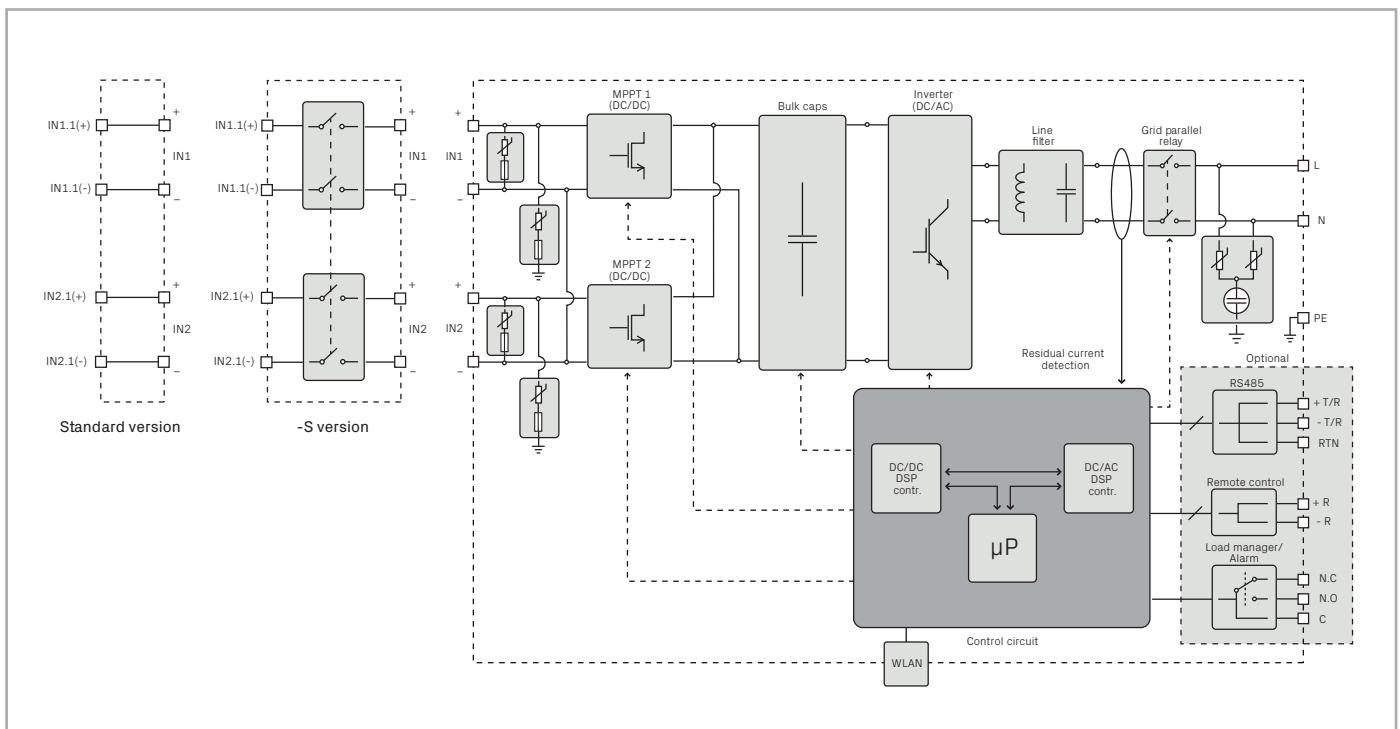 Standard version
IN1.1(+)
+
IN1
IN1.1(-)
−
IN2.1(+)
+
IN2
IN2.1(-)
−
-S version
IN1.1(+)
+
IN1
IN1.1(-)
−
IN2.1(+)
+
IN2
IN2.1(-)
−
+
IN1
−
+
IN2
−
MPPT 1
(DC/DC)
MPPT 2
(DC/DC)
Bulk caps
Inverter
(DC/AC)
Line
filter
Grid parallel
relay
L
N
PE
Residual current
detection
Optional
RS485
+ T/R
- T/R
RTN
Remote control
+ R
- R
Load manager/
Alarm
N.C
N.O
C
DC/DC
DSP
contr.
DC/AC
DSP
contr.
µP
Control circuit
WLAN